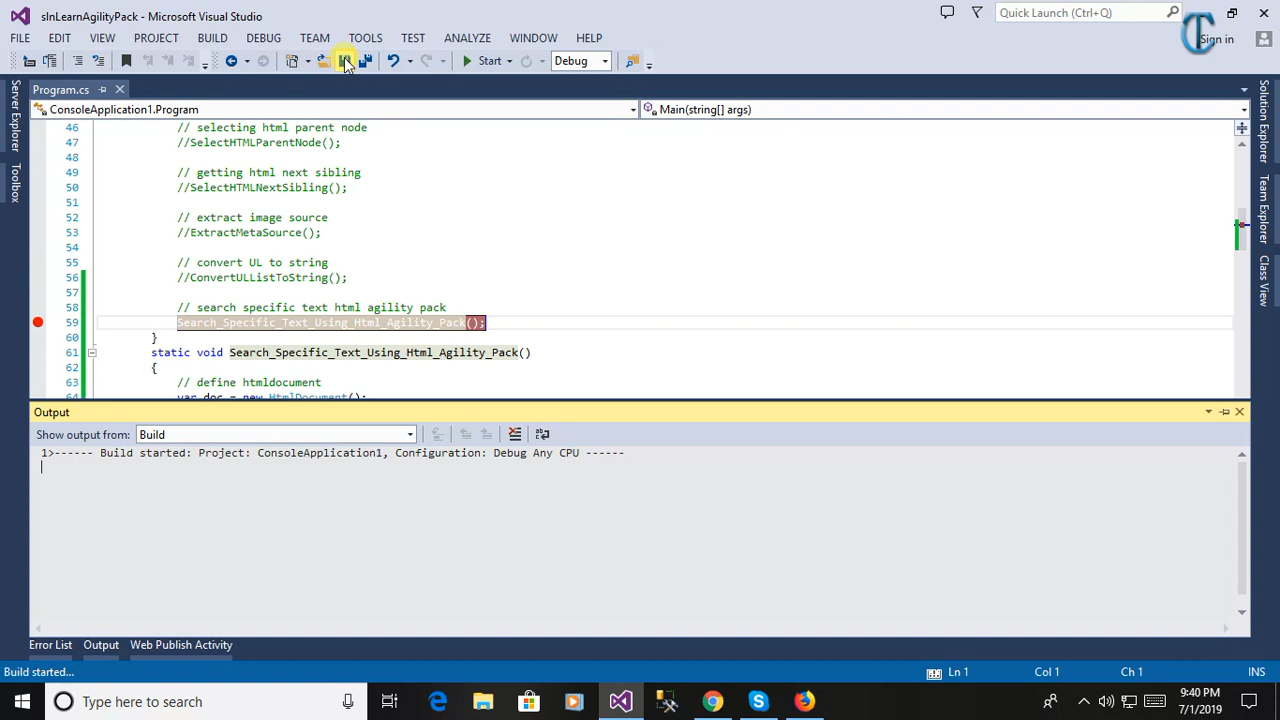 slnLearnAgilityPack - Microsoft Visual Studio
Quick Launch (Ctrl+Q)
FILE EDIT VIEW PROJECT BUILD DEBUG TEAM TOOLS TEST ANALYZE WINDOW HELP
Sign in
Start
Debug
Program.cs
ConsoleApplication1.Program
Main(string[] args)
Server Explorer
Toolbox
Solution Explorer
Team Explorer
Class View
46 // selecting html parent node
47 //SelectHTMLParentNode();
48
49 // getting html next sibling
50 //SelectHTMLNextSibling();
51
52 // extract image source
53 //ExtractMetaSource();
54
55 // convert UL to string
56 //ConvertULListToString();
57
58 // search specific text html agility pack
59 Search_Specific_Text_Using_Html_Agility_Pack();
60 }
61 static void Search_Specific_Text_Using_Html_Agility_Pack()
62 {
63 // define htmldocument
64 var doc = new HtmlDocument();
Output
Show output from: Build
1>------ Build started: Project: ConsoleApplication1, Configuration: Debug Any CPU ------
Error List Output Web Publish Activity
Build started...
Ln 1 Col 1 Ch 1 INS
Type here to search
9:40 PM
7/1/2019